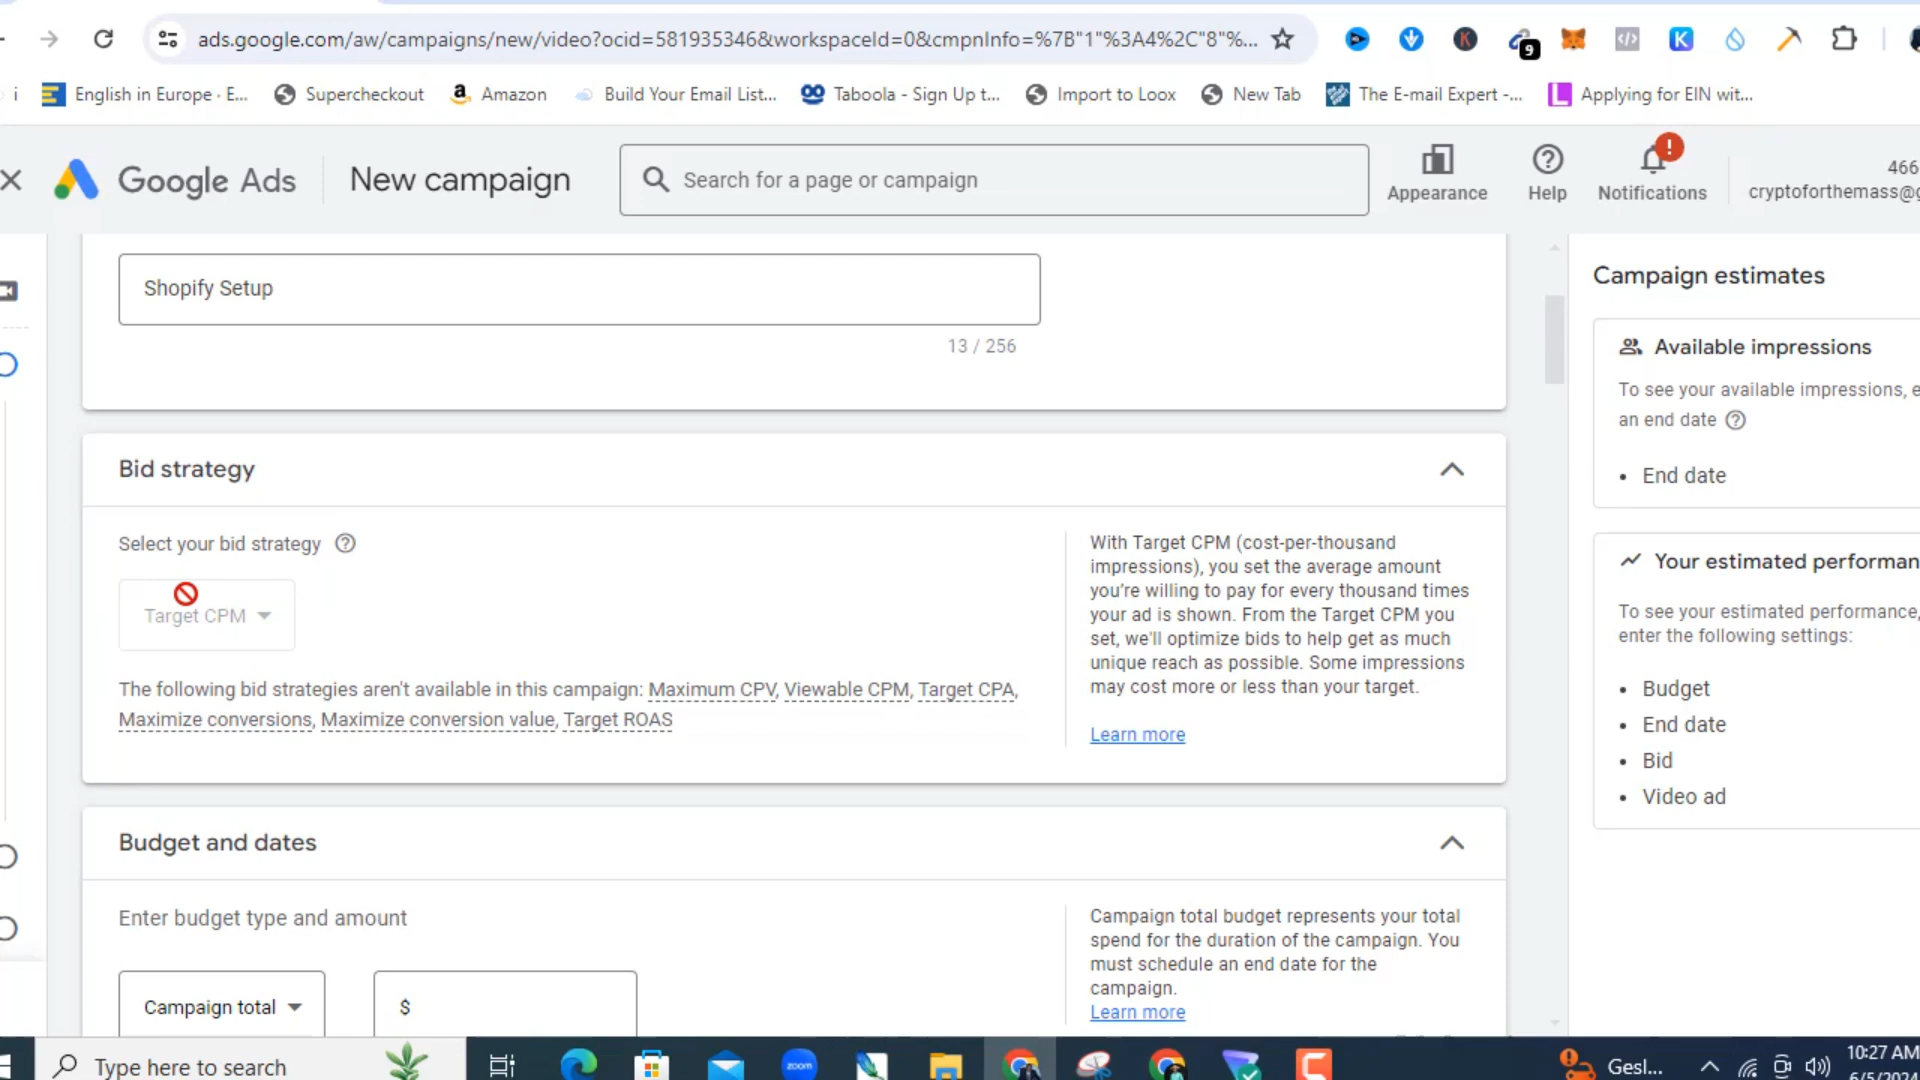 ads.google.com/aw/campaigns/new/video?ocid=581935346&workspaceId=0&cmpnInfo=%7B"1"%3A4%2C"8"%...
9
i
English in Europe · E...
Supercheckout
Amazon
Build Your Email List...
Taboola - Sign Up t...
Import to Loox
New Tab
The E-mail Expert -...
Applying for EIN wit...
Google Ads
New campaign
Search for a page or campaign
Appearance
Help
Notifications
466
cryptoforthemass@g
Shopify Setup
13 / 256
Bid strategy
Select your bid strategy
Target CPM
The following bid strategies aren't available in this campaign: Maximum CPV, Viewable CPM, Target CPA,
Maximize conversions, Maximize conversion value, Target ROAS
With Target CPM (cost-per-thousand
impressions), you set the average amount
you're willing to pay for every thousand times
your ad is shown. From the Target CPM you
set, we'll optimize bids to help get as much
unique reach as possible. Some impressions
may cost more or less than your target.
Learn more
Budget and dates
Enter budget type and amount
Campaign total
$
Campaign total budget represents your total
spend for the duration of the campaign. You
must schedule an end date for the
campaign.
Learn more
Campaign estimates
Available impressions
To see your available impressions, e
an end date
• End date
Your estimated performan
To see your estimated performance,
enter the following settings:
• Budget
• End date
• Bid
• Video ad
Type here to search
zoom
Gesl...
10:27 AM
6/5/2024